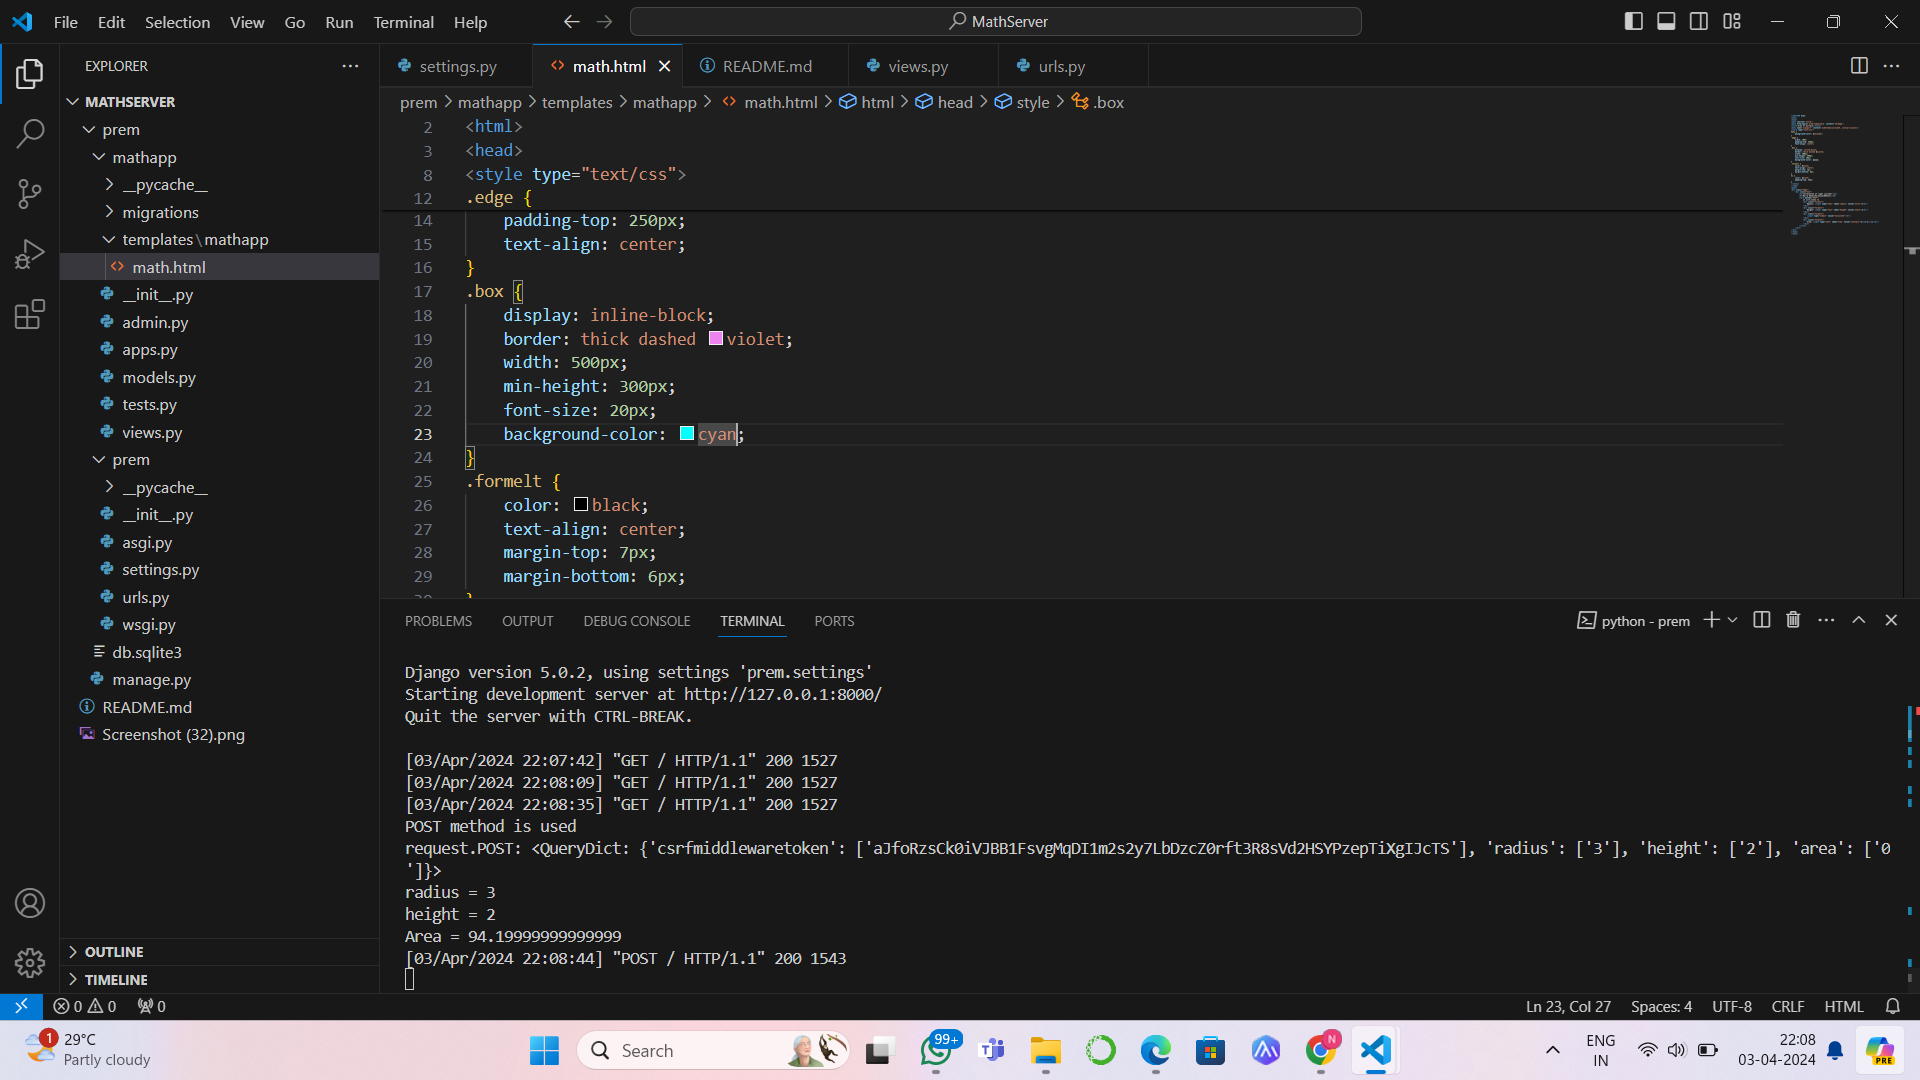 File Edit Selection View Go Run Terminal Help
MathServer
EXPLORER
MATHSERVER
prem
mathapp
__pycache__
migrations
templates\mathapp
math.html
__init__.py
admin.py
apps.py
models.py
tests.py
views.py
prem
__pycache__
__init__.py
asgi.py
settings.py
urls.py
wsgi.py
db.sqlite3
manage.py
README.md
Screenshot (32).png
OUTLINE
TIMELINE
settings.py math.html README.md views.py urls.py
prem > mathapp > templates > mathapp > math.html > html > head > style > .box
2 <html>
3 <head>
8 <style type="text/css">
12 .edge {
14 padding-top: 250px;
15 text-align: center;
16 }
17 .box {
18 display: inline-block;
19 border: thick dashed violet;
20 width: 500px;
21 min-height: 300px;
22 font-size: 20px;
23 background-color: cyan;
24 }
25 .formelt {
26 color: black;
27 text-align: center;
28 margin-top: 7px;
29 margin-bottom: 6px;
PROBLEMS OUTPUT DEBUG CONSOLE TERMINAL PORTS
python - prem
Django version 5.0.2, using settings 'prem.settings'
Starting development server at http://127.0.0.1:8000/
Quit the server with CTRL-BREAK.
[03/Apr/2024 22:07:42] "GET / HTTP/1.1" 200 1527
[03/Apr/2024 22:08:09] "GET / HTTP/1.1" 200 1527
[03/Apr/2024 22:08:35] "GET / HTTP/1.1" 200 1527
POST method is used
request.POST: <QueryDict: {'csrfmiddlewaretoken': ['aJfoRzsCk0iVJBB1FsvgMqDI1m2s2y7LbDzcZ0rft3R8sVd2HSYPzepTiXgIJcTS'], 'radius': ['3'], 'height': ['2'], 'area': ['0
']}>
radius = 3
height = 2
Area = 94.19999999999999
[03/Apr/2024 22:08:44] "POST / HTTP/1.1" 200 1543
0 0 0
Ln 23, Col 27 Spaces: 4 UTF-8 CRLF HTML
1
29°C
Partly cloudy
Search
99+
N
ENG
IN
22:08
03-04-2024
PRE